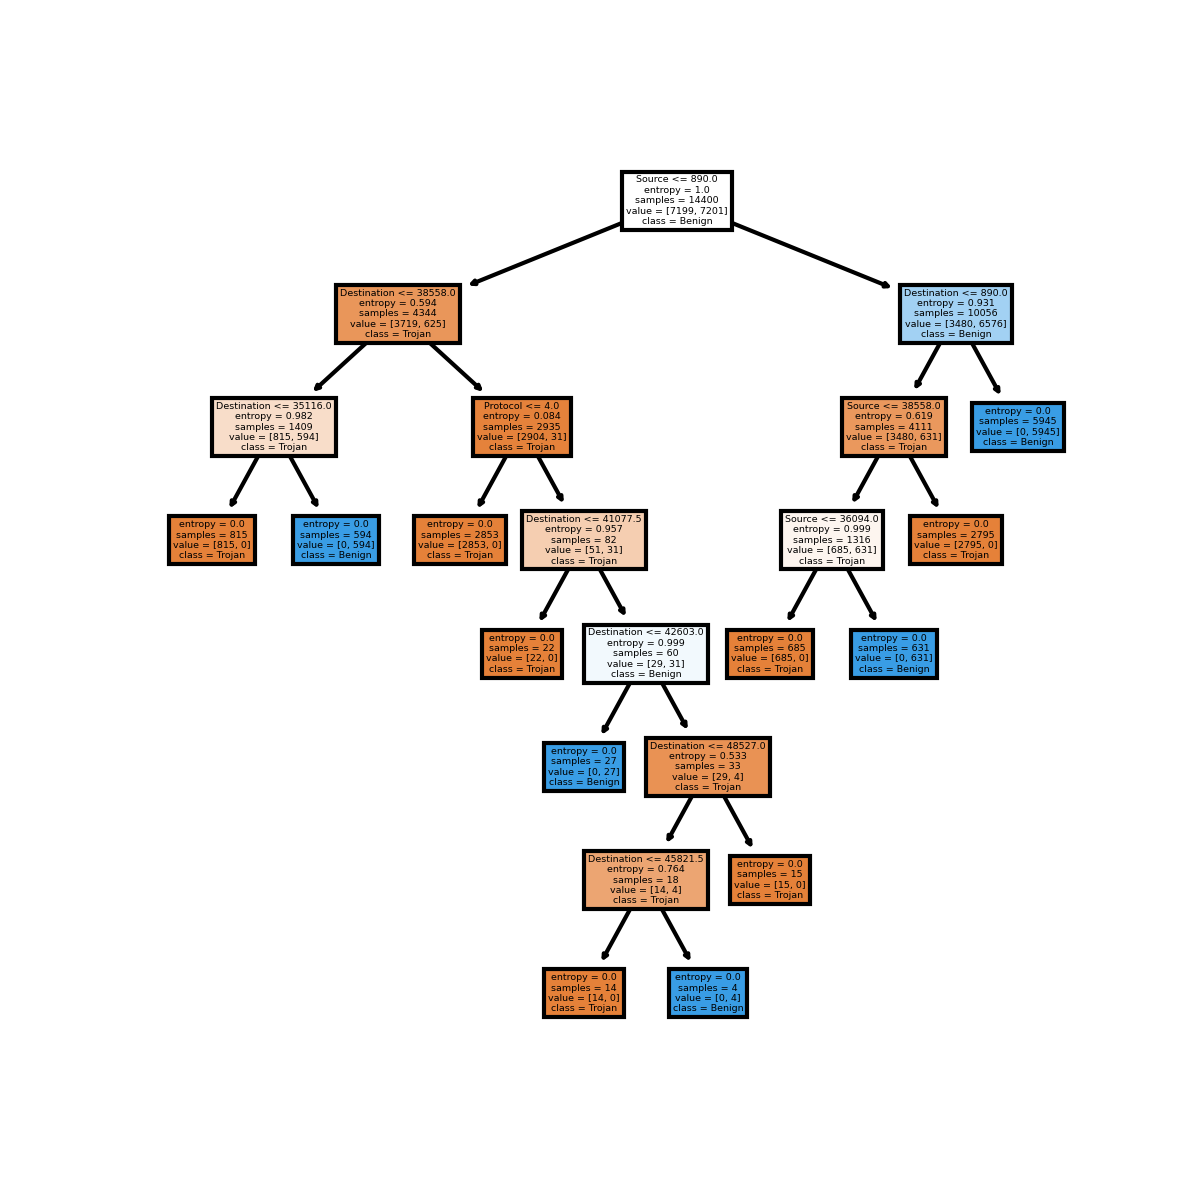 Source <= 890.0
entropy = 1.0
samples = 14400
value = [7199, 7201]
class = Benign
Destination <= 38558.0
entropy = 0.594
samples = 4344
value = [3719, 625]
class = Trojan
Destination <= 890.0
entropy = 0.931
samples = 10056
value = [3480, 6576]
class = Benign
Destination <= 35116.0
entropy = 0.982
samples = 1409
value = [815, 594]
class = Trojan
Protocol <= 4.0
entropy = 0.084
samples = 2935
value = [2904, 31]
class = Trojan
Source <= 38558.0
entropy = 0.619
samples = 4111
value = [3480, 631]
class = Trojan
entropy = 0.0
samples = 5945
value = [0, 5945]
class = Benign
entropy = 0.0
samples = 815
value = [815, 0]
class = Trojan
entropy = 0.0
samples = 594
value = [0, 594]
class = Benign
entropy = 0.0
samples = 2853
value = [2853, 0]
class = Trojan
Destination <= 41077.5
entropy = 0.957
samples = 82
value = [51, 31]
class = Trojan
Source <= 36094.0
entropy = 0.999
samples = 1316
value = [685, 631]
class = Trojan
entropy = 0.0
samples = 2795
value = [2795, 0]
class = Trojan
entropy = 0.0
samples = 22
value = [22, 0]
class = Trojan
Destination <= 42603.0
entropy = 0.999
samples = 60
value = [29, 31]
class = Benign
entropy = 0.0
samples = 685
value = [685, 0]
class = Trojan
entropy = 0.0
samples = 631
value = [0, 631]
class = Benign
entropy = 0.0
samples = 27
value = [0, 27]
class = Benign
Destination <= 48527.0
entropy = 0.533
samples = 33
value = [29, 4]
class = Trojan
Destination <= 45821.5
entropy = 0.764
samples = 18
value = [14, 4]
class = Trojan
entropy = 0.0
samples = 15
value = [15, 0]
class = Trojan
entropy = 0.0
samples = 14
value = [14, 0]
class = Trojan
entropy = 0.0
samples = 4
value = [0, 4]
class = Benign